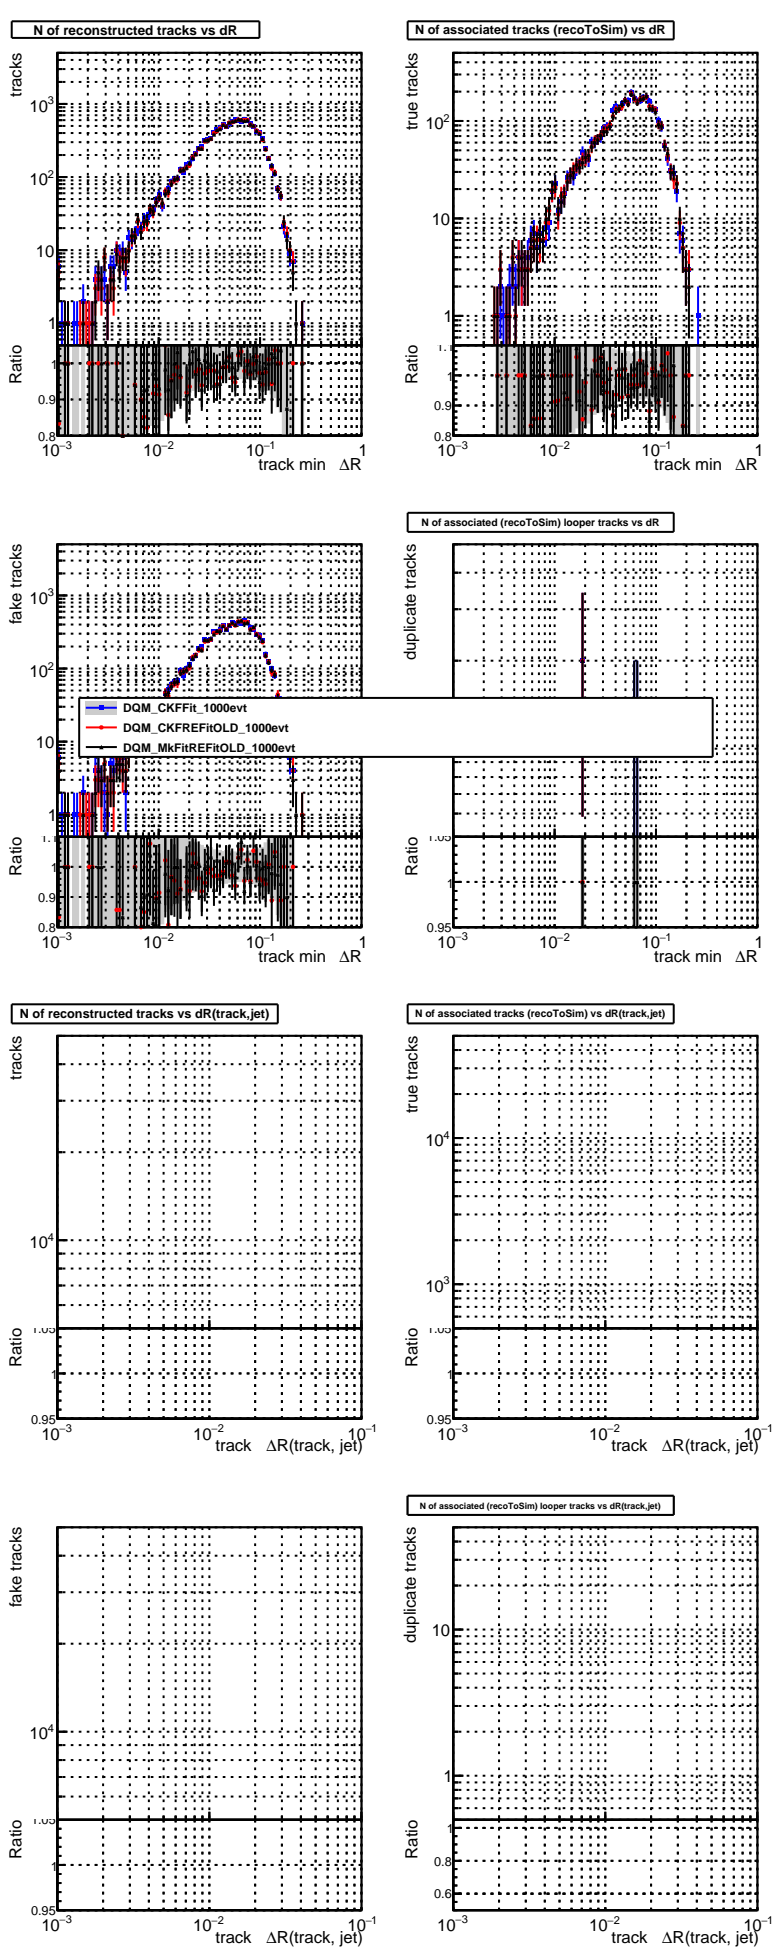 N of reconstructed tracks vs dR
tracks
10³
10²
10
1
Ratio
1
0.9
0.8
10⁻³
10⁻²
10⁻¹
1
track min ΔR
N of associated tracks (recoToSim) vs dR
true tracks
10²
10
1
Ratio
1.1
1
0.9
0.8
10⁻³
10⁻²
10⁻¹
1
track min ΔR
fake tracks
10³
10²
10
1
Ratio
1.1
1
0.9
0.8
10⁻³
10⁻²
10⁻¹
1
track min ΔR
N of associated (recoToSim) looper tracks vs dR
duplicate tracks
Ratio
1.05
1
0.95
10⁻³
10⁻²
10⁻¹
1
track min ΔR
DQM_CKFFit_1000evt
DQM_CKFREFitOLD_1000evt
DQM_MkFitREFitOLD_1000evt
N of reconstructed tracks vs dR(track,jet)
tracks
10⁴
Ratio
1.05
1
0.95
10⁻³
10⁻²
10⁻¹
track ΔR(track, jet)
N of associated tracks (recoToSim) vs dR(track,jet)
true tracks
10⁴
10³
Ratio
1.05
1
0.95
10⁻³
10⁻²
10⁻¹
track ΔR(track, jet)
fake tracks
10⁴
Ratio
1.05
1
0.95
10⁻³
10⁻²
10⁻¹
track ΔR(track, jet)
N of associated (recoToSim) looper tracks vs dR(track,jet)
duplicate tracks
10
1
Ratio
1
0.8
0.6
10⁻³
10⁻²
10⁻¹
track ΔR(track, jet)